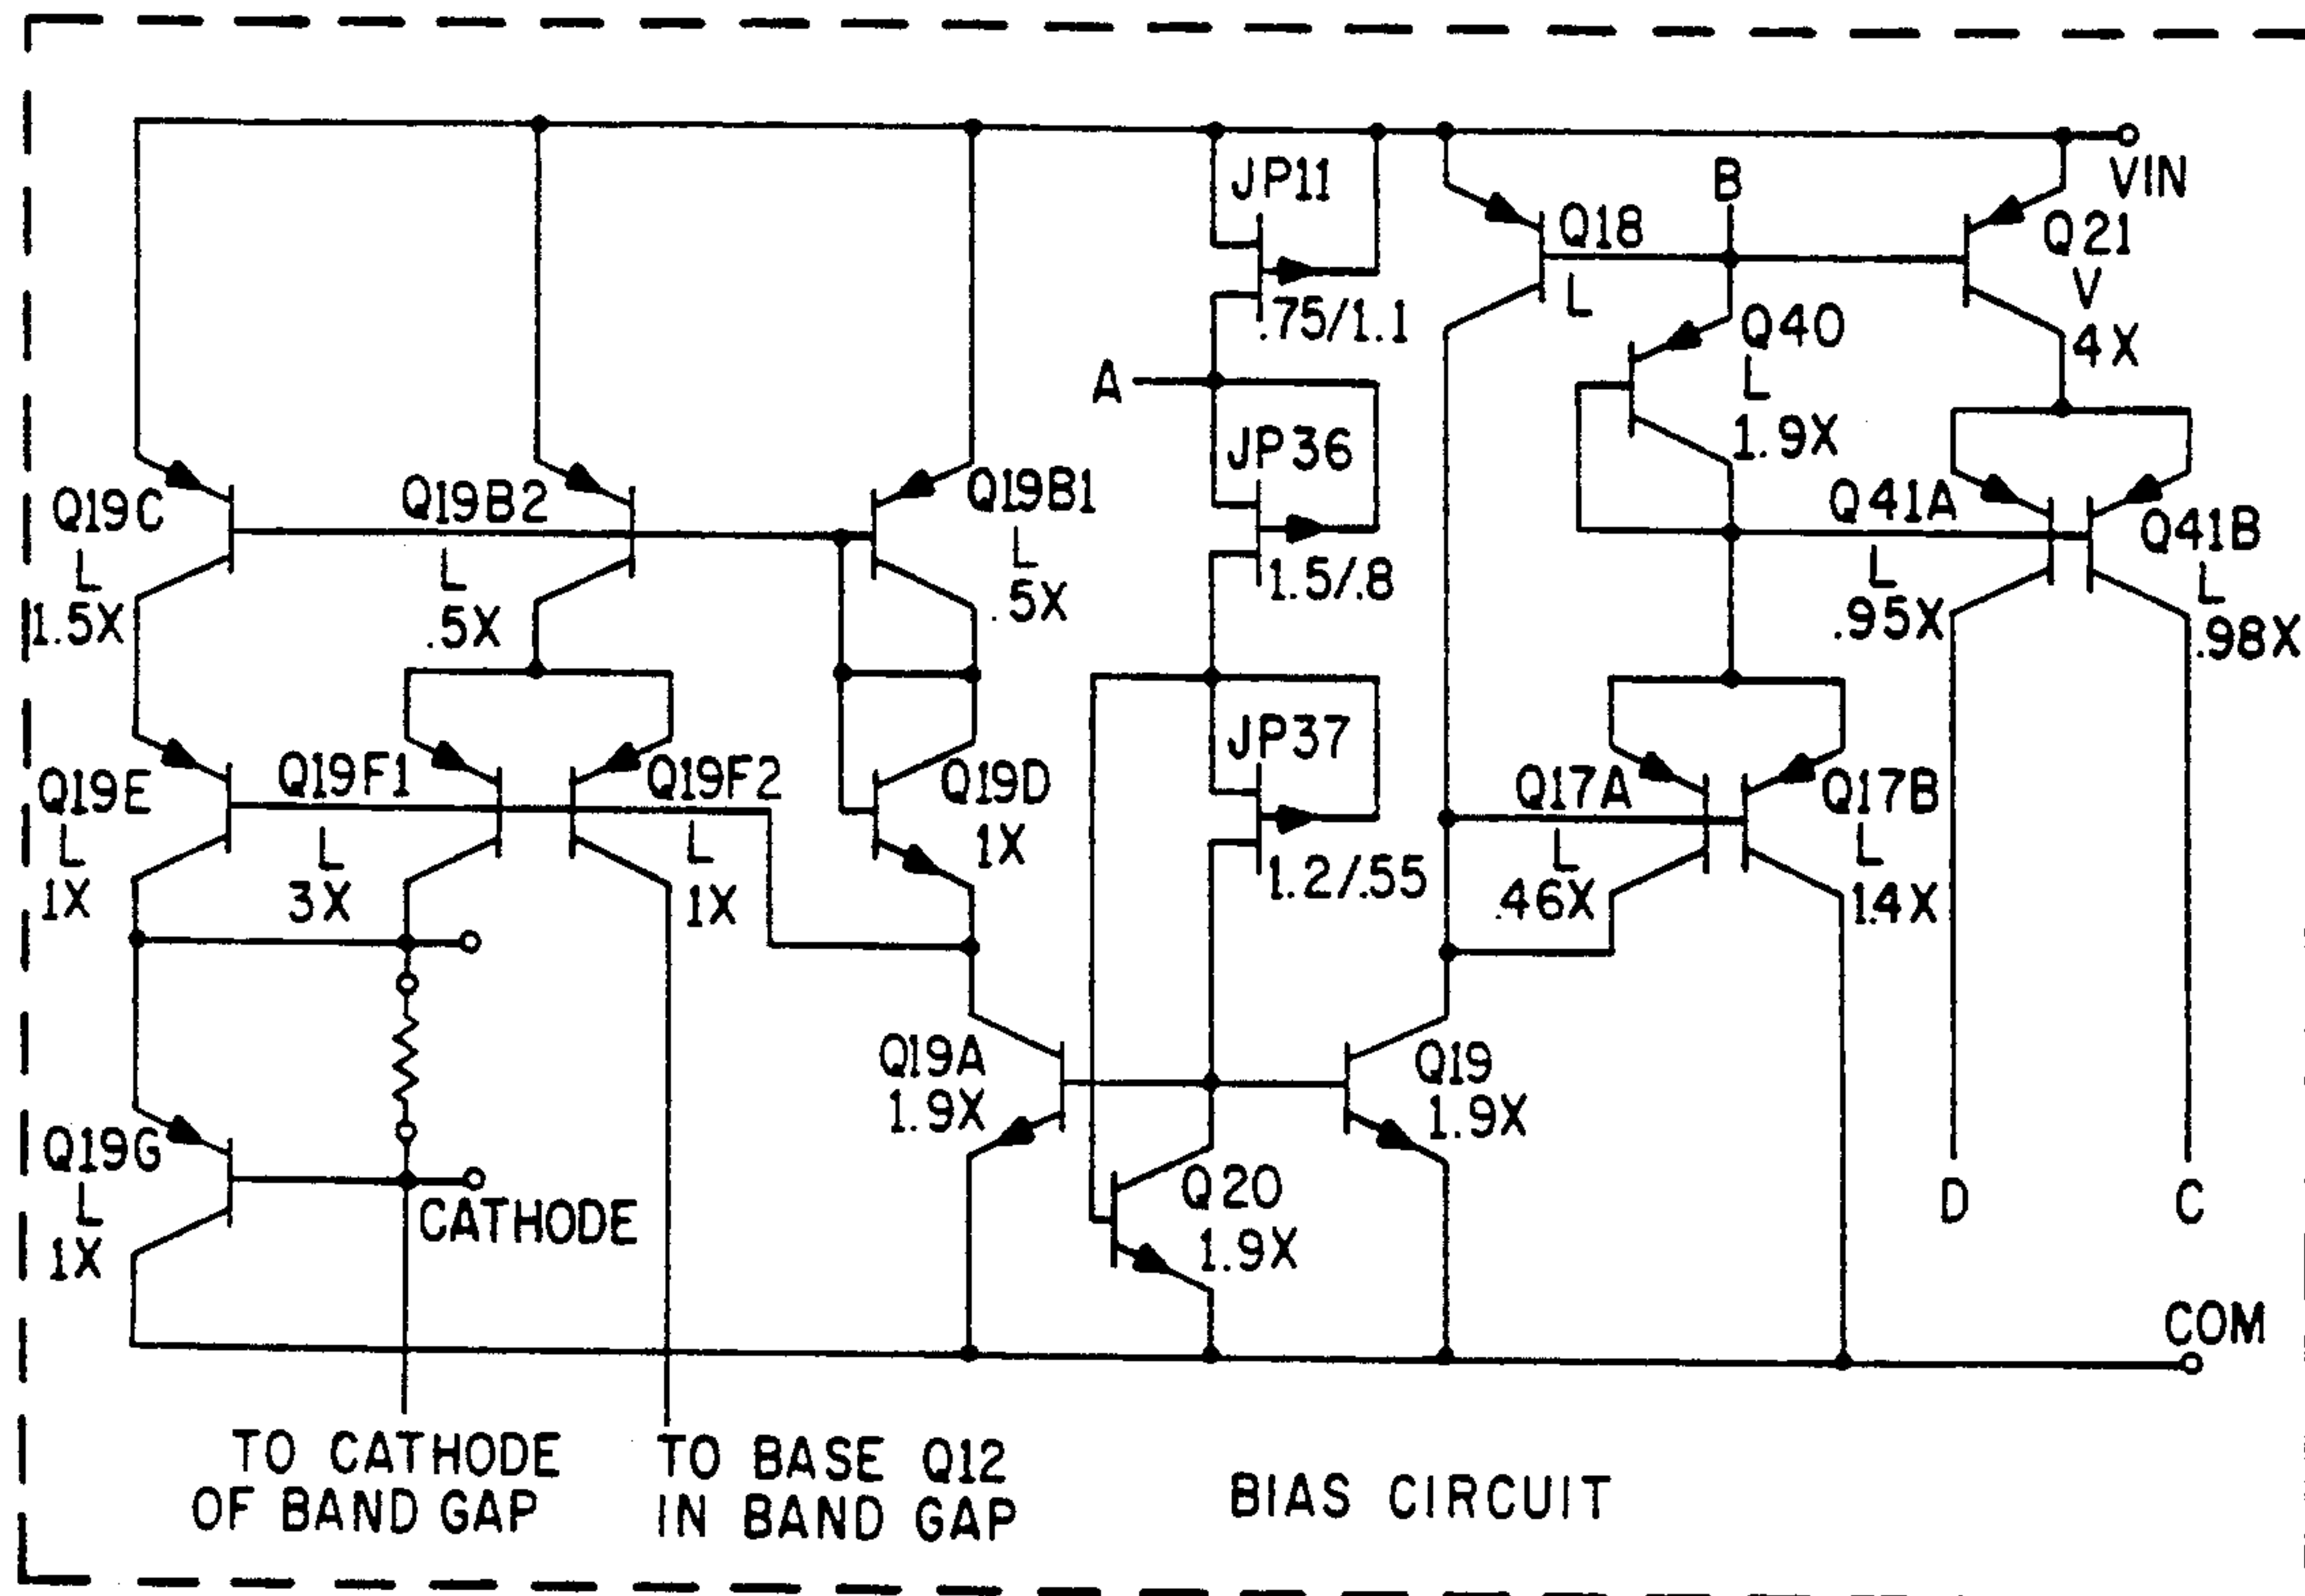 JP11
B
VIN
Q18
L
Q21
V
4X
.75/1.1
Q40
L
1.9X
A
JP36
1.5/.8
Q19C
L
1.5X
Q19B2
L
.5X
Q19B1
L
.5X
Q41A
L
.95X
Q41B
L
.98X
JP37
1.2/.55
Q19E
L
1X
Q19F1
L
3X
Q19F2
L
1X
Q19D
1X
Q17A
L
.46X
Q17B
L
1.4X
Q19A
1.9X
Q19
1.9X
Q19G
L
1X
CATHODE
Q20
1.9X
D
C
COM
TO CATHODE
OF BAND GAP
TO BASE Q12
IN BAND GAP
BIAS CIRCUIT